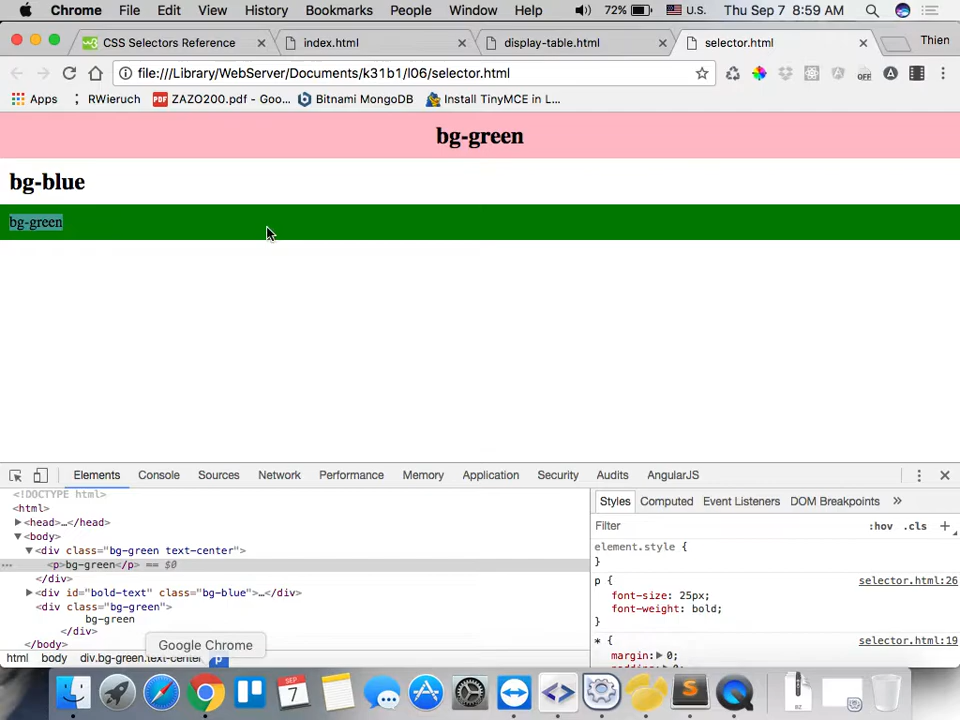 Chrome File Edit View History Bookmarks People Window Help 72% U.S. Thu Sep 7 8:59 AM
CSS Selectors Reference index.html display-table.html selector.html Thien
file:///Library/WebServer/Documents/k31b1/l06/selector.html
Apps RWieruch ZAZO200.pdf - Goo... Bitnami MongoDB Install TinyMCE in L...
bg-green
bg-blue
bg-green
Elements Console Sources Network Performance Memory Application Security Audits AngularJS
<!DOCTYPE html>
<html>
<head>…</head>
<body>
<div class="bg-green text-center">
<p>bg-green</p> == $0
</div>
<div id="bold-text" class="bg-blue">…</div>
<div class="bg-green">
bg-green
</div>
</body>
html body div.bg-green.text-center p
Google Chrome
Styles Computed Event Listeners DOM Breakpoints »
Filter :hov .cls +
element.style {
}
p { selector.html:26
font-size: 25px;
font-weight: bold;
}
* { selector.html:19
margin: 0;
7